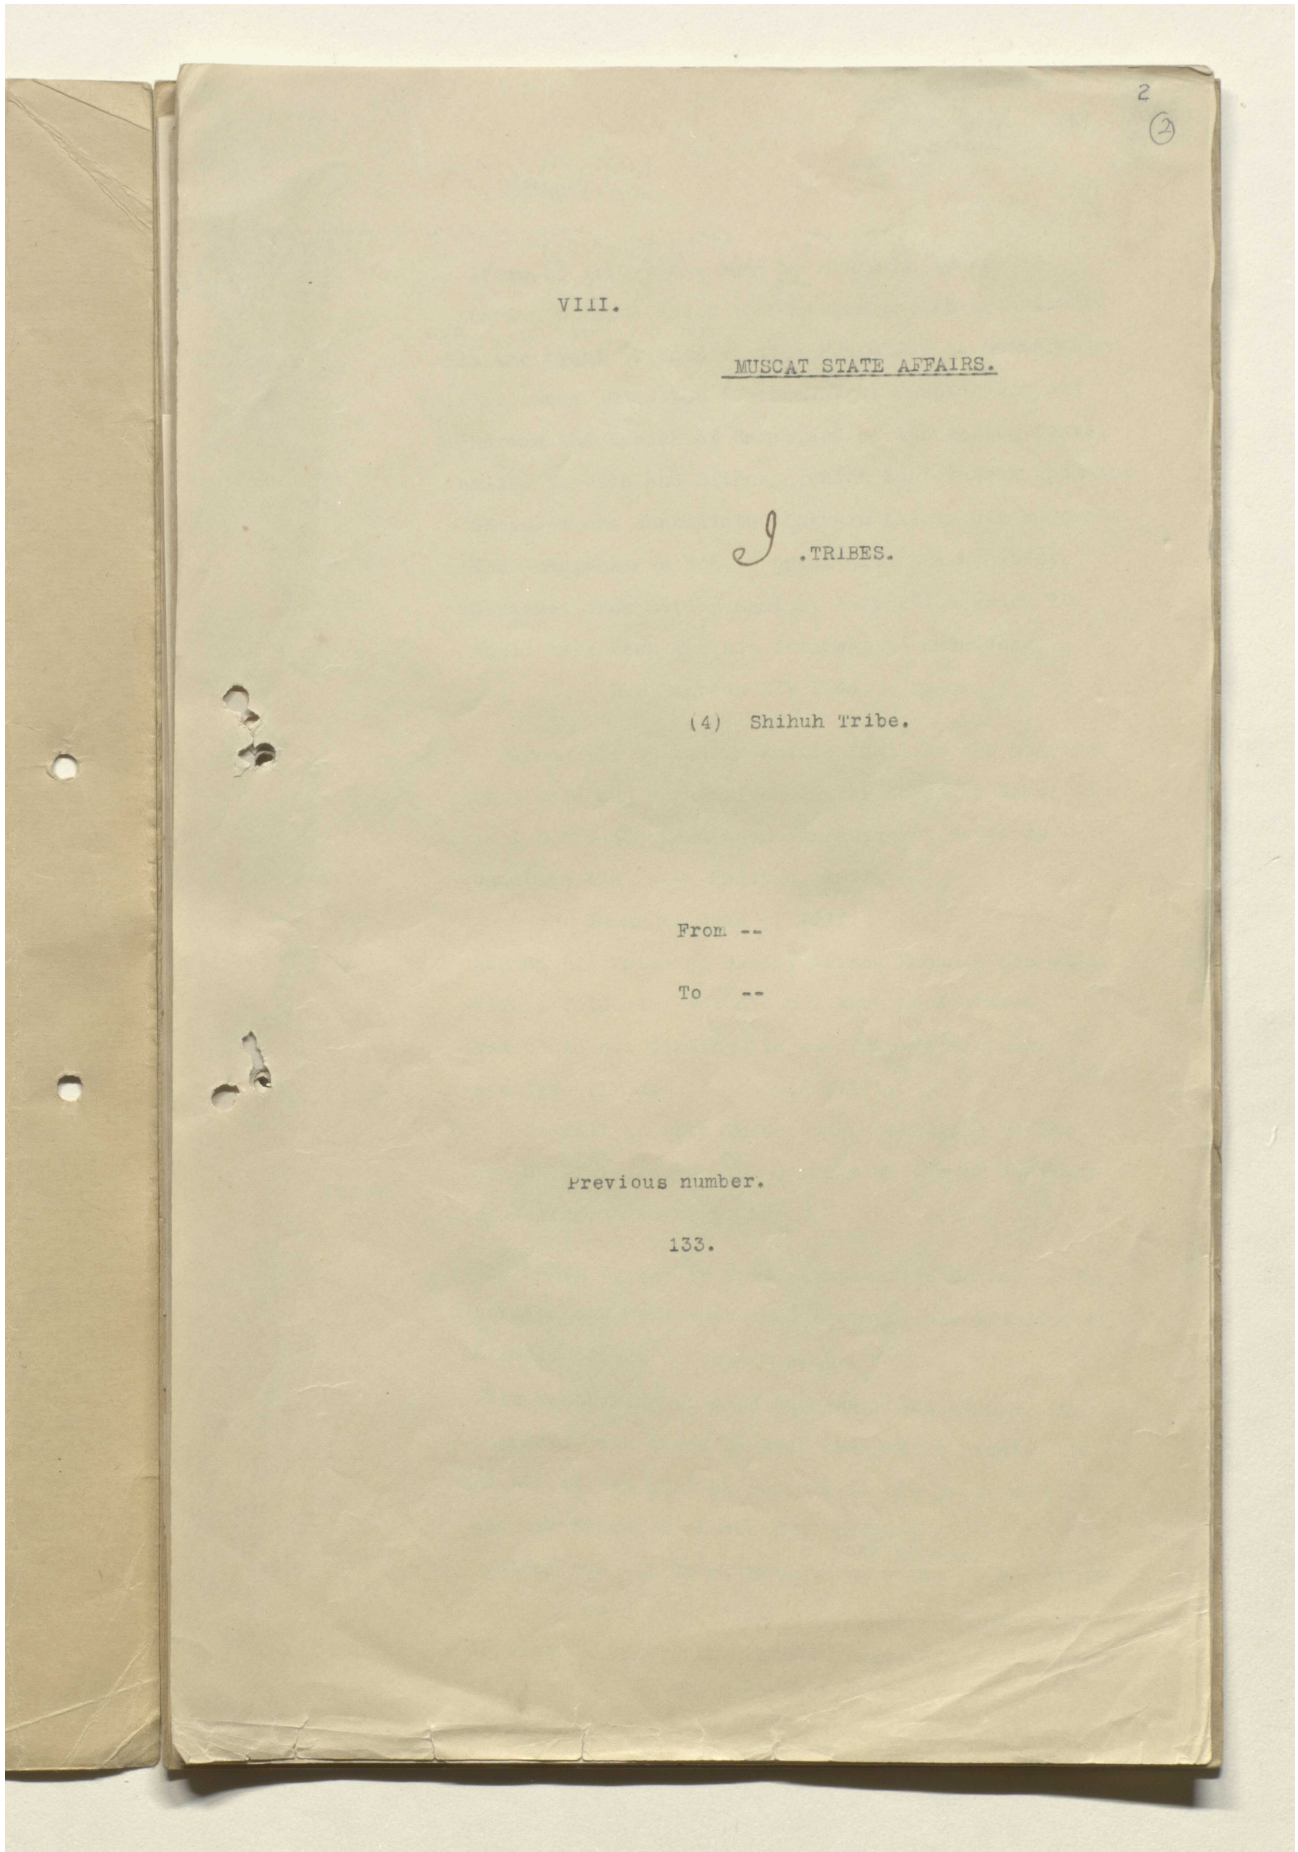 2
2
VIII.
MUSCAT STATE AFFAIRS.
I .TRIBES.
(4) Shihuh Tribe.
From --
To --
Previous number.
133.